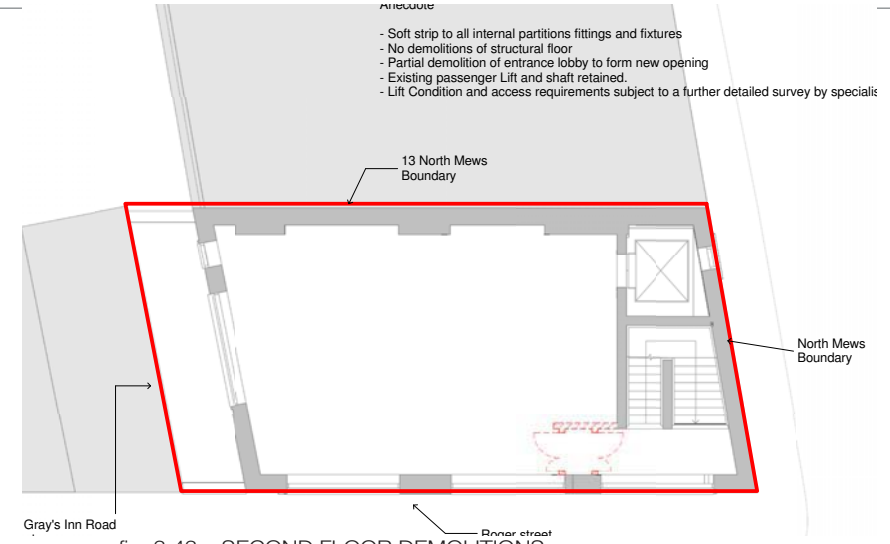 Anecdote
- Soft strip to all internal partitions fittings and fixtures
- No demolitions of structural floor
- Partial demolition of entrance lobby to form new opening
- Existing passenger Lift and shaft retained.
- Lift Condition and access requirements subject to a further detailed survey by specialis
13 North Mews
Boundary
North Mews
Boundary
Gray's Inn Road
Roger street
SECOND FLOOR DEMOLITIONS